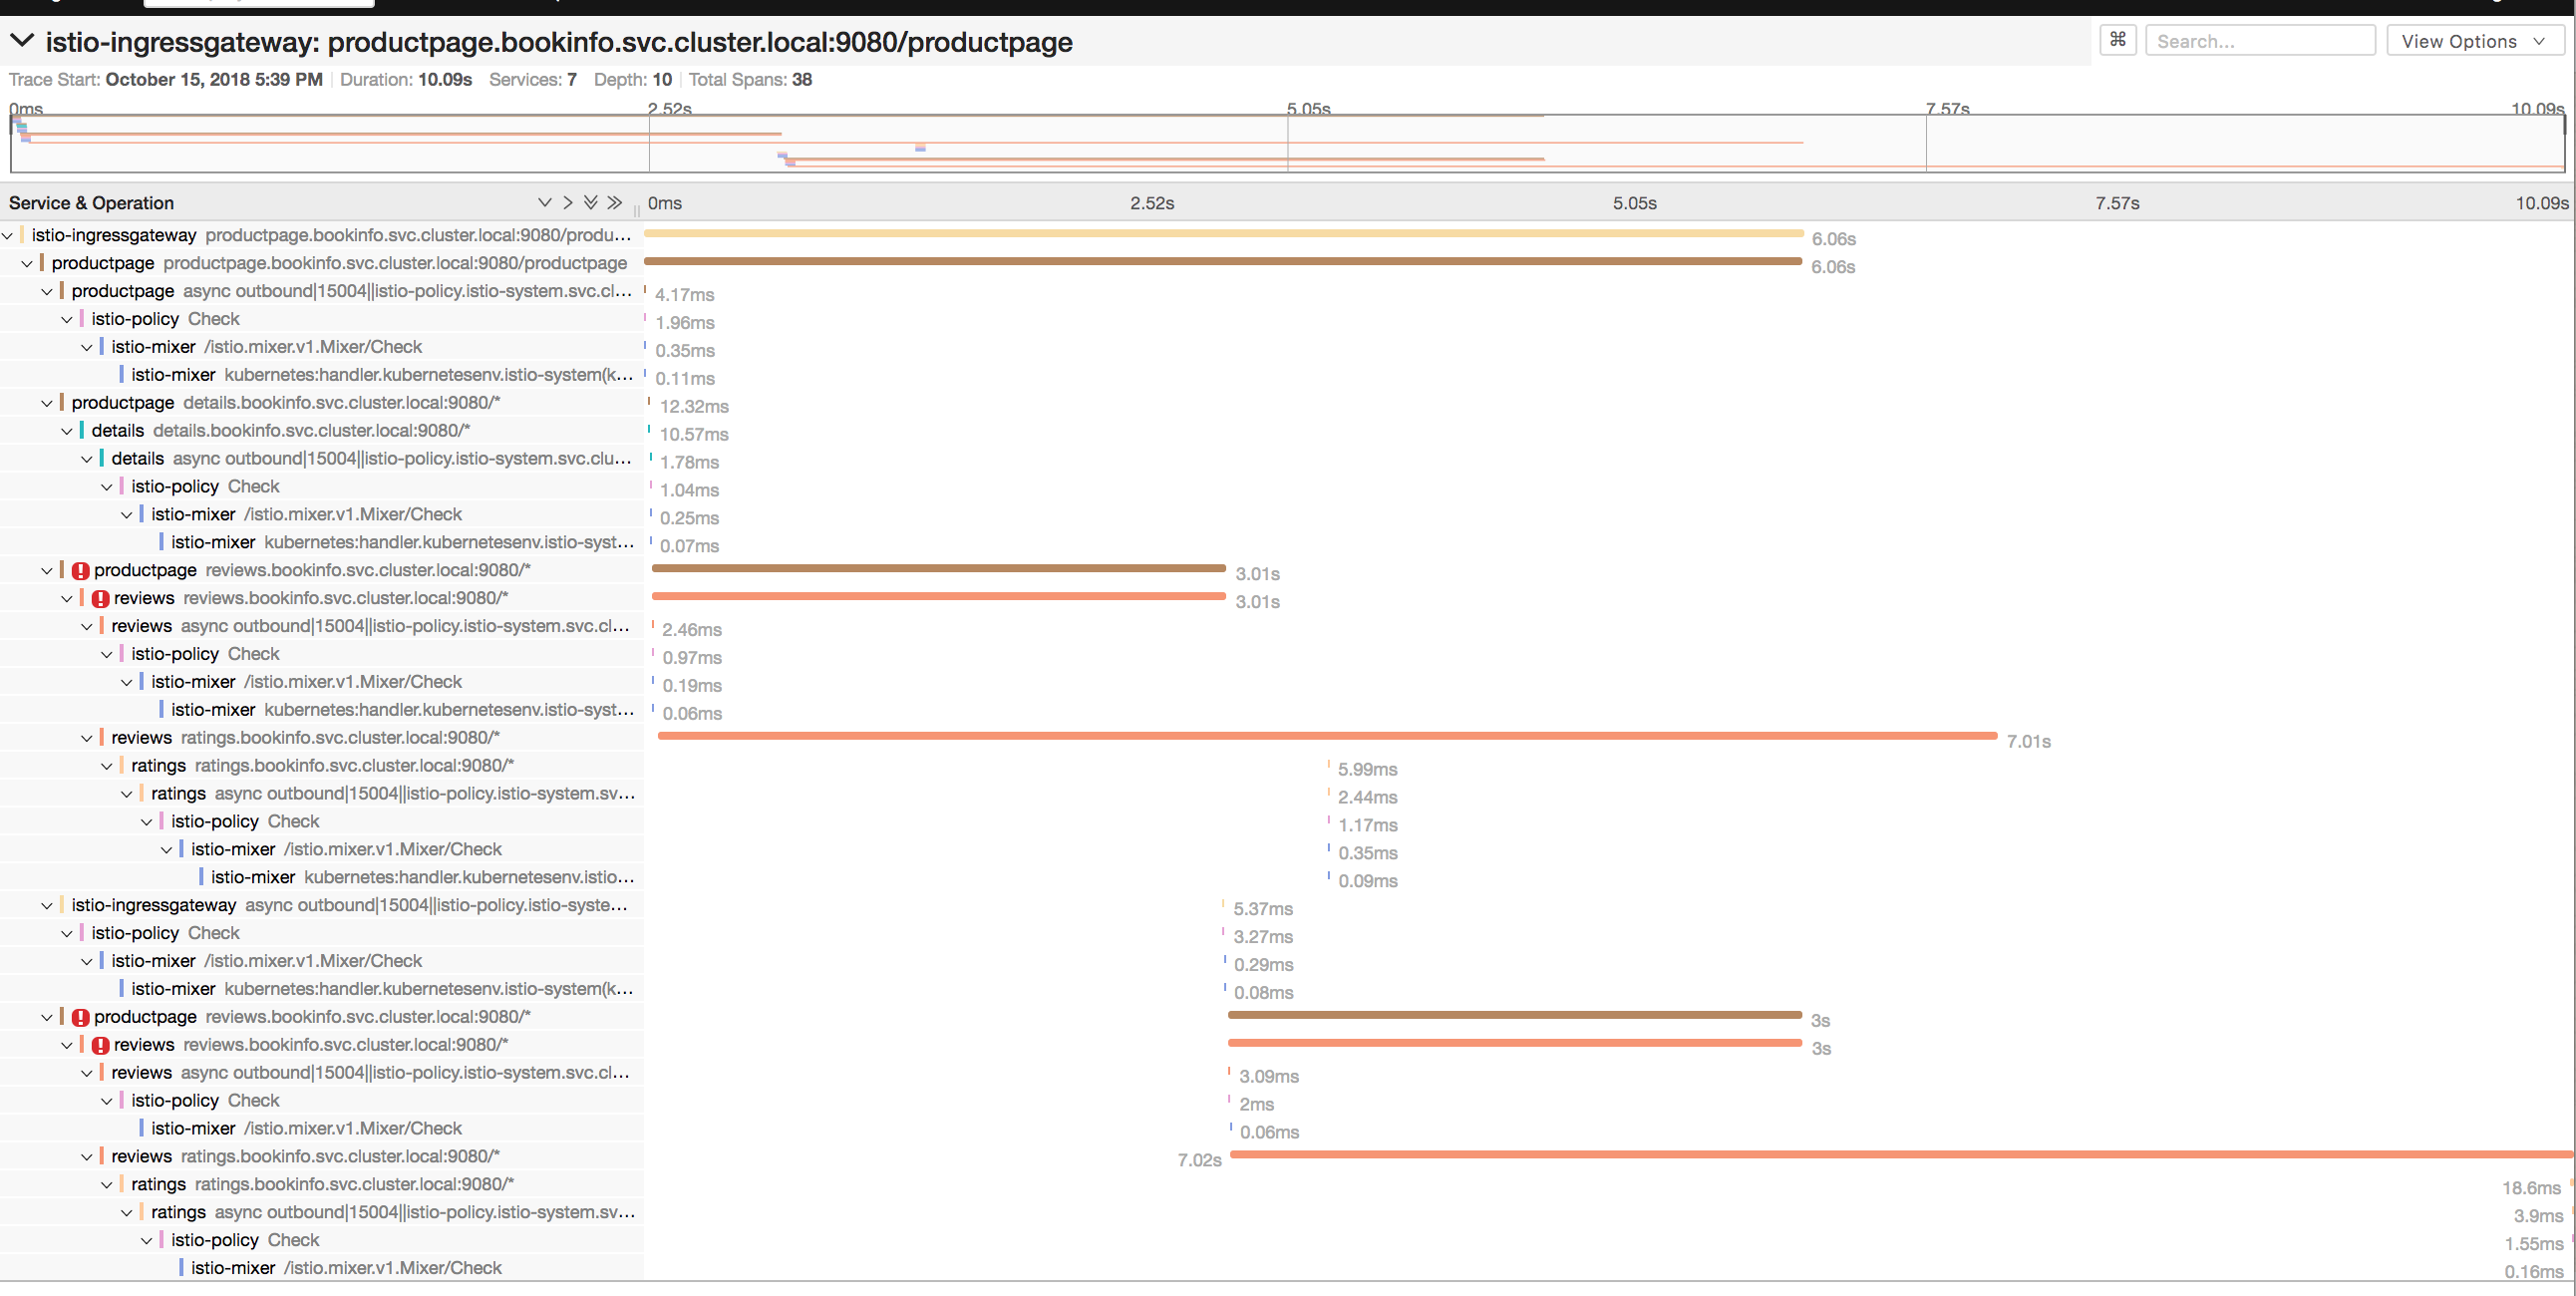 istio-ingressgateway: productpage.bookinfo.svc.cluster.local:9080/productpage
⌘ Search... View Options
Trace Start: October 15, 2018 5:39 PM Duration: 10.09s Services: 7 Depth: 10 Total Spans: 38
0ms 2.52s 5.05s 7.57s 10.09s
Service & Operation 0ms 2.52s 5.05s 7.57s 10.09s
istio-ingressgateway productpage.bookinfo.svc.cluster.local:9080/produ... 6.06s
productpage productpage.bookinfo.svc.cluster.local:9080/productpage 6.06s
productpage async outbound|15004||istio-policy.istio-system.svc.cl... 4.17ms
istio-policy Check 1.96ms
istio-mixer /istio.mixer.v1.Mixer/Check 0.35ms
istio-mixer kubernetes:handler.kubernetesenv.istio-system(k... 0.11ms
productpage details.bookinfo.svc.cluster.local:9080/* 12.32ms
details details.bookinfo.svc.cluster.local:9080/* 10.57ms
details async outbound|15004||istio-policy.istio-system.svc.clu... 1.78ms
istio-policy Check 1.04ms
istio-mixer /istio.mixer.v1.Mixer/Check 0.25ms
istio-mixer kubernetes:handler.kubernetesenv.istio-syst... 0.07ms
productpage reviews.bookinfo.svc.cluster.local:9080/* 3.01s
reviews reviews.bookinfo.svc.cluster.local:9080/* 3.01s
reviews async outbound|15004||istio-policy.istio-system.svc.cl... 2.46ms
istio-policy Check 0.97ms
istio-mixer /istio.mixer.v1.Mixer/Check 0.19ms
istio-mixer kubernetes:handler.kubernetesenv.istio-syst... 0.06ms
reviews ratings.bookinfo.svc.cluster.local:9080/* 7.01s
ratings ratings.bookinfo.svc.cluster.local:9080/* 5.99ms
ratings async outbound|15004||istio-policy.istio-system.sv... 2.44ms
istio-policy Check 1.17ms
istio-mixer /istio.mixer.v1.Mixer/Check 0.35ms
istio-mixer kubernetes:handler.kubernetesenv.istio... 0.09ms
istio-ingressgateway async outbound|15004||istio-policy.istio-syste... 5.37ms
istio-policy Check 3.27ms
istio-mixer /istio.mixer.v1.Mixer/Check 0.29ms
istio-mixer kubernetes:handler.kubernetesenv.istio-system(k... 0.08ms
productpage reviews.bookinfo.svc.cluster.local:9080/* 3s
reviews reviews.bookinfo.svc.cluster.local:9080/* 3s
reviews async outbound|15004||istio-policy.istio-system.svc.cl... 3.09ms
istio-policy Check 2ms
istio-mixer /istio.mixer.v1.Mixer/Check 0.06ms
reviews ratings.bookinfo.svc.cluster.local:9080/* 7.02s
ratings ratings.bookinfo.svc.cluster.local:9080/* 18.6ms
ratings async outbound|15004||istio-policy.istio-system.sv... 3.9ms
istio-policy Check 1.55ms
istio-mixer /istio.mixer.v1.Mixer/Check 0.16ms